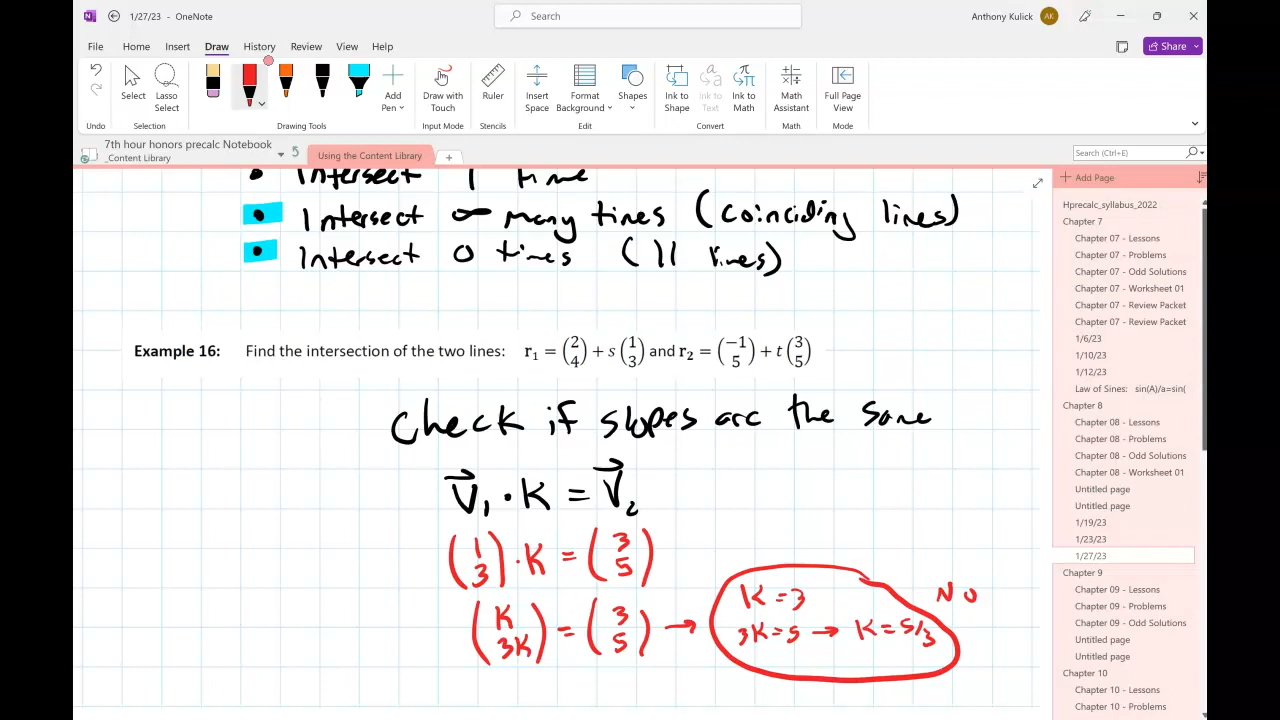 1/27/23 - OneNote
Search
Anthony Kulick
AK
File Home Insert Draw History Review View Help
Share
Undo
Select
Lasso Select
Add Pen
Draw with Touch
Ruler
Insert Space
Format Background
Shapes
Ink to Shape
Ink to Text
Ink to Math
Math Assistant
Full Page View
Undo Selection Drawing Tools Input Mode Stencils Edit Convert Math Mode
7th hour honors precalc Notebook
_Content Library
Using the Content Library
+
Search (Ctrl+E)
• Intersect 1 time
• Intersect ∞ many times (coinciding lines)
• Intersect 0 times (|| lines)
Example 16: Find the intersection of the two lines: r₁ = (2 4) + s (1 3) and r₂ = (−1 5) + t (3 5)
Check if slopes are the same
V⃗₁ · K = V⃗₂
(1 3) · K = (3 5)
(K 3K) = (3 5) →
K = 3
3K = 5 → K = 5/3
NO
Add Page
Hprecalc_syllabus_2022
Chapter 7
Chapter 07 - Lessons
Chapter 07 - Problems
Chapter 07 - Odd Solutions
Chapter 07 - Worksheet 01
Chapter 07 - Review Packet
Chapter 07 - Review Packet
1/6/23
1/10/23
1/12/23
Law of Sines: sin(A)/a=sin(
Chapter 8
Chapter 08 - Lessons
Chapter 08 - Problems
Chapter 08 - Odd Solutions
Chapter 08 - Worksheet 01
Untitled page
Untitled page
1/19/23
1/23/23
1/27/23
Chapter 9
Chapter 09 - Lessons
Chapter 09 - Problems
Chapter 09 - Odd Solutions
Untitled page
Untitled page
Chapter 10
Chapter 10 - Lessons
Chapter 10 - Problems